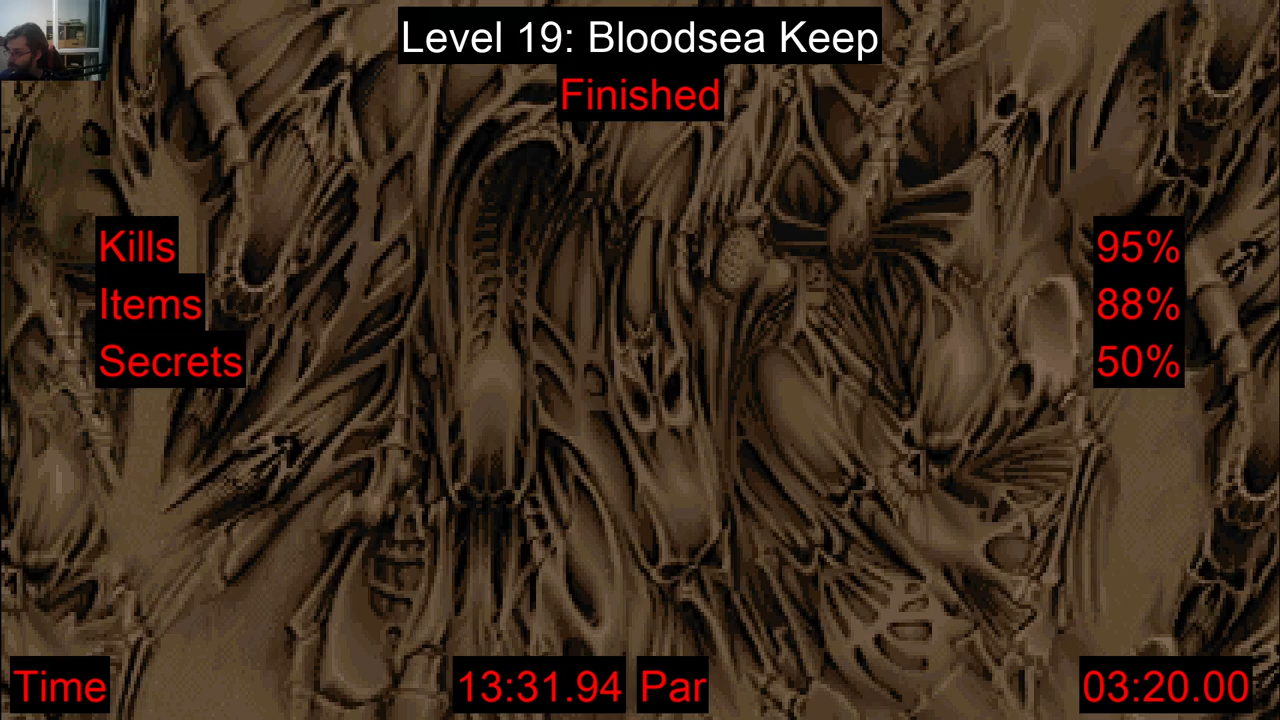 Level 19: Bloodsea Keep
Finished
Kills 95%
Items 88%
Secrets 50%
Time 13:31.94 Par 03:20.00